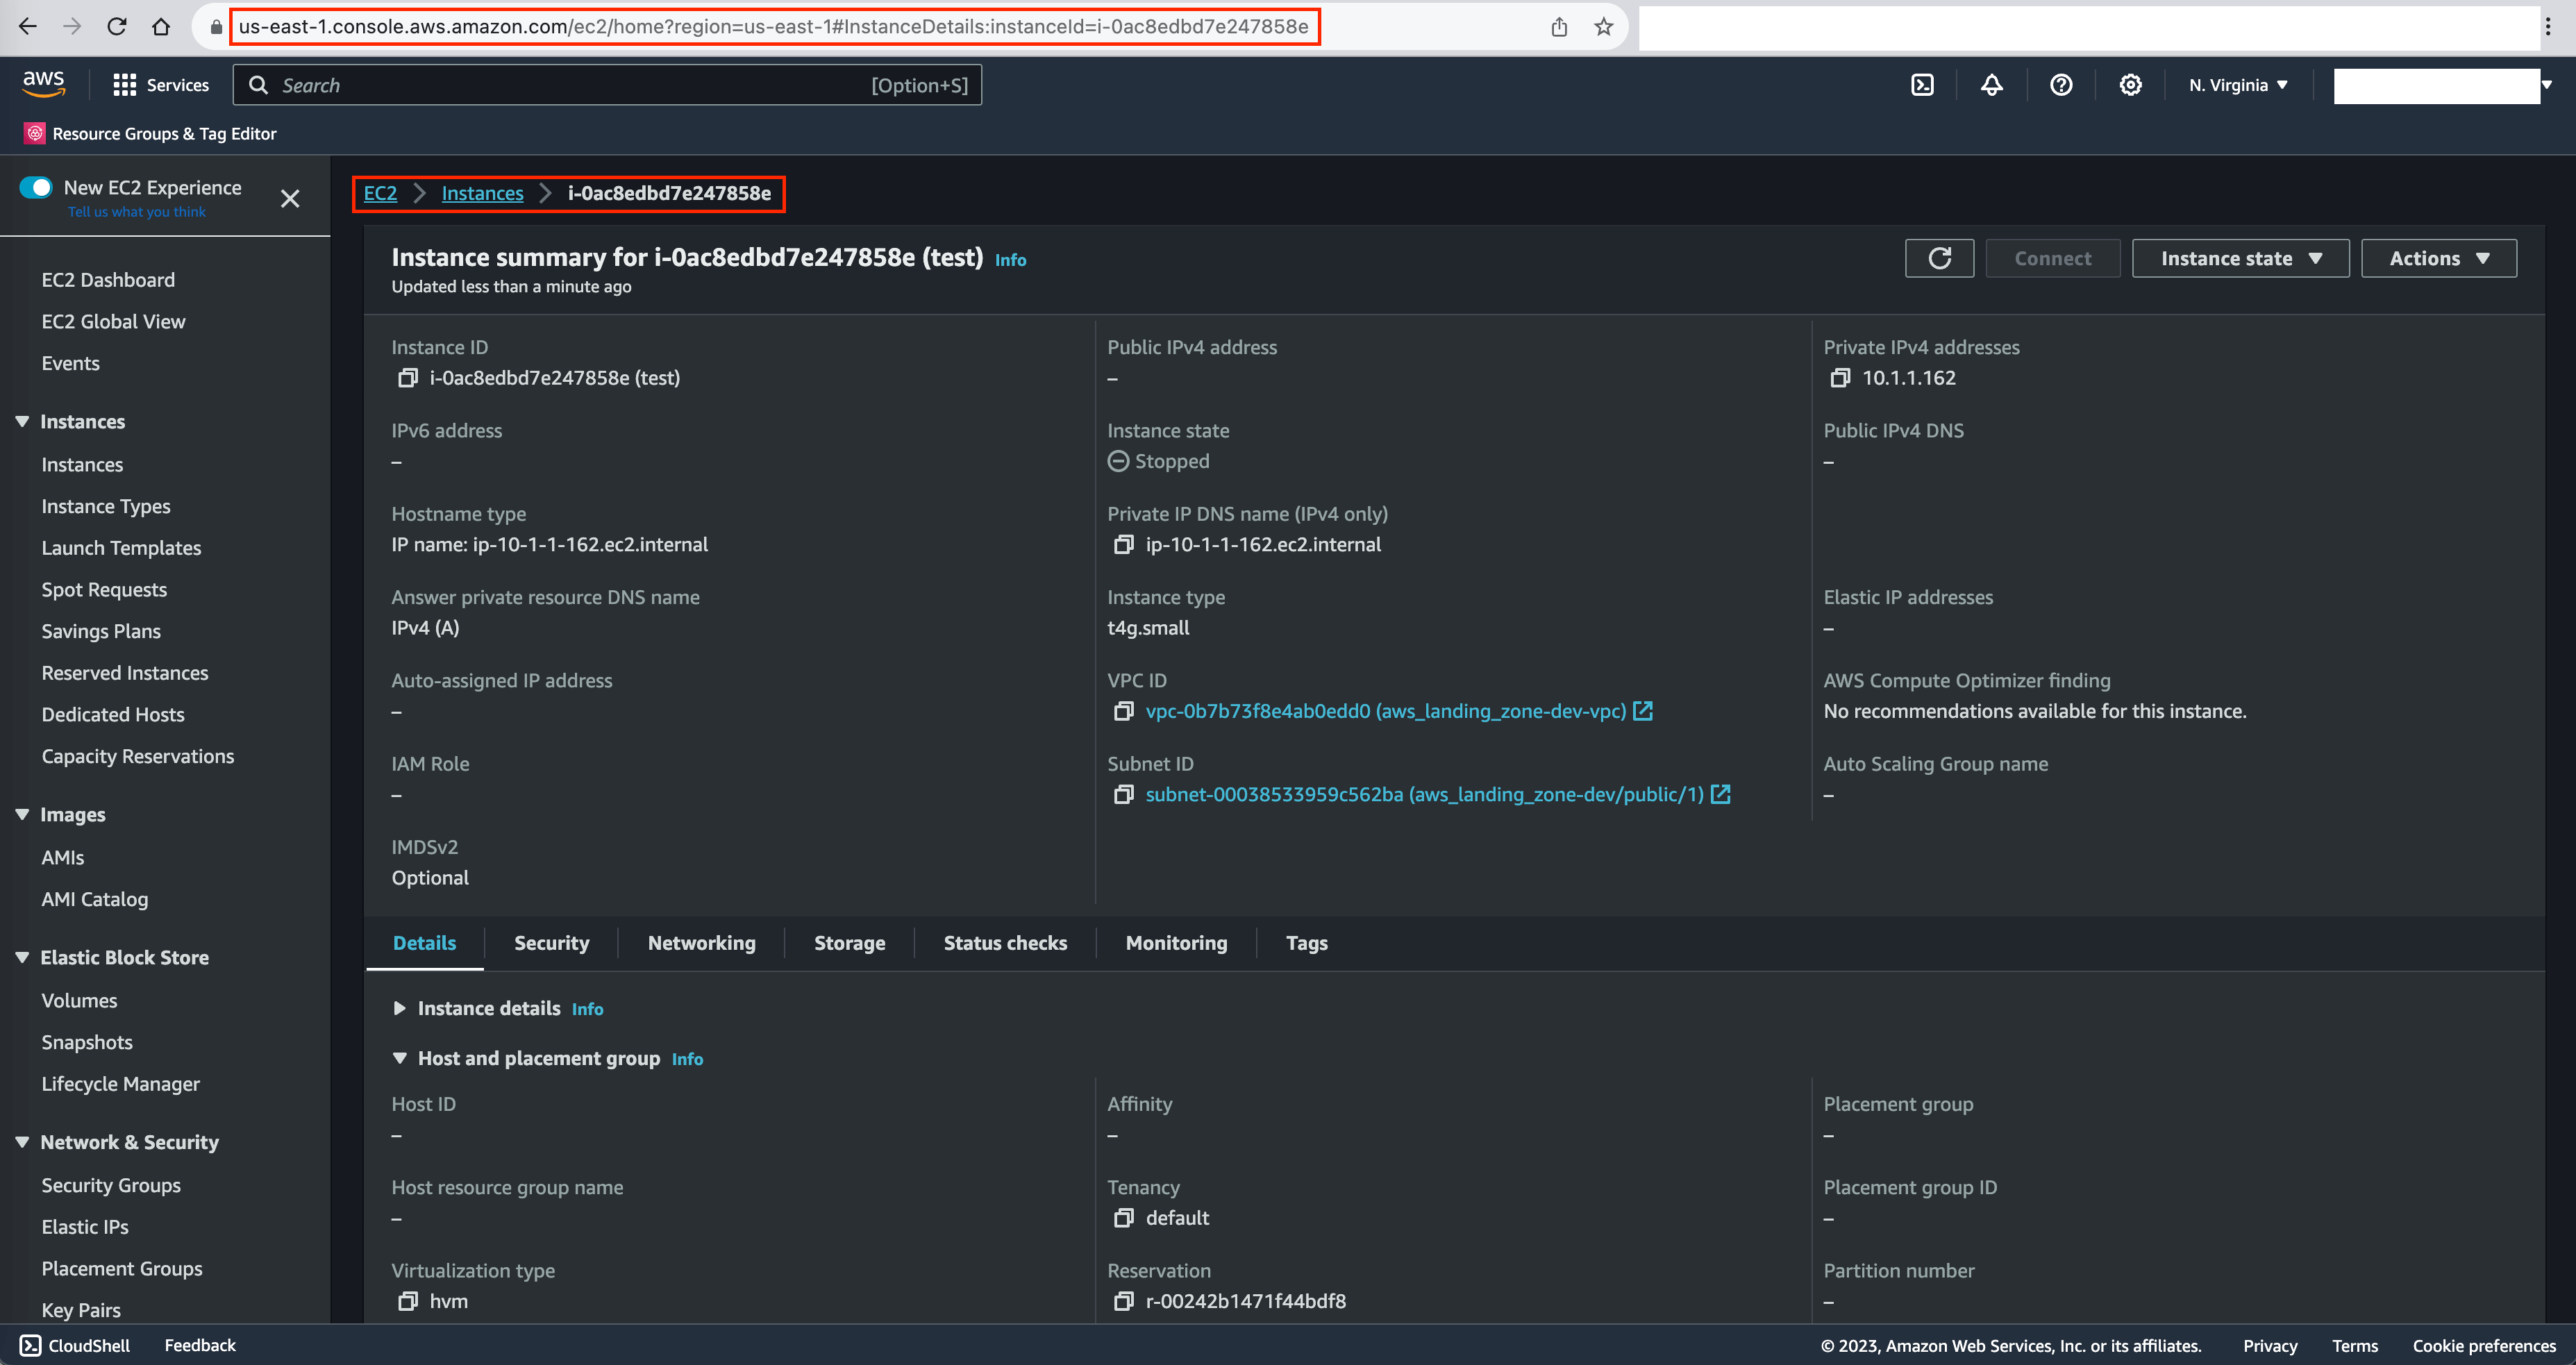 us-east-1.console.aws.amazon.com/ec2/home?region=us-east-1#InstanceDetails:instanceId=i-0ac8edbd7e247858e
aws
Services
Search
[Option+S]
N. Virginia
Resource Groups & Tag Editor
New EC2 Experience
Tell us what you think
EC2 Dashboard
EC2 Global View
Events
Instances
Instances
Instance Types
Launch Templates
Spot Requests
Savings Plans
Reserved Instances
Dedicated Hosts
Capacity Reservations
Images
AMIs
AMI Catalog
Elastic Block Store
Volumes
Snapshots
Lifecycle Manager
Network & Security
Security Groups
Elastic IPs
Placement Groups
Key Pairs
EC2 Instances i-0ac8edbd7e247858e
Instance summary for i-0ac8edbd7e247858e (test) Info
Updated less than a minute ago
Connect
Instance state
Actions
Instance ID
i-0ac8edbd7e247858e (test)
Public IPv4 address
–
Private IPv4 addresses
10.1.1.162
IPv6 address
–
Instance state
Stopped
Public IPv4 DNS
–
Hostname type
IP name: ip-10-1-1-162.ec2.internal
Private IP DNS name (IPv4 only)
ip-10-1-1-162.ec2.internal
Answer private resource DNS name
IPv4 (A)
Instance type
t4g.small
Elastic IP addresses
–
Auto-assigned IP address
–
VPC ID
vpc-0b7b73f8e4ab0edd0 (aws_landing_zone-dev-vpc)
AWS Compute Optimizer finding
No recommendations available for this instance.
IAM Role
–
Subnet ID
subnet-00038533959c562ba (aws_landing_zone-dev/public/1)
Auto Scaling Group name
–
IMDSv2
Optional
Details
Security
Networking
Storage
Status checks
Monitoring
Tags
Instance details Info
Host and placement group Info
Host ID
–
Affinity
–
Placement group
–
Host resource group name
–
Tenancy
default
Placement group ID
–
Virtualization type
hvm
Reservation
r-00242b1471f44bdf8
Partition number
–
CloudShell
Feedback
© 2023, Amazon Web Services, Inc. or its affiliates.
Privacy
Terms
Cookie preferences